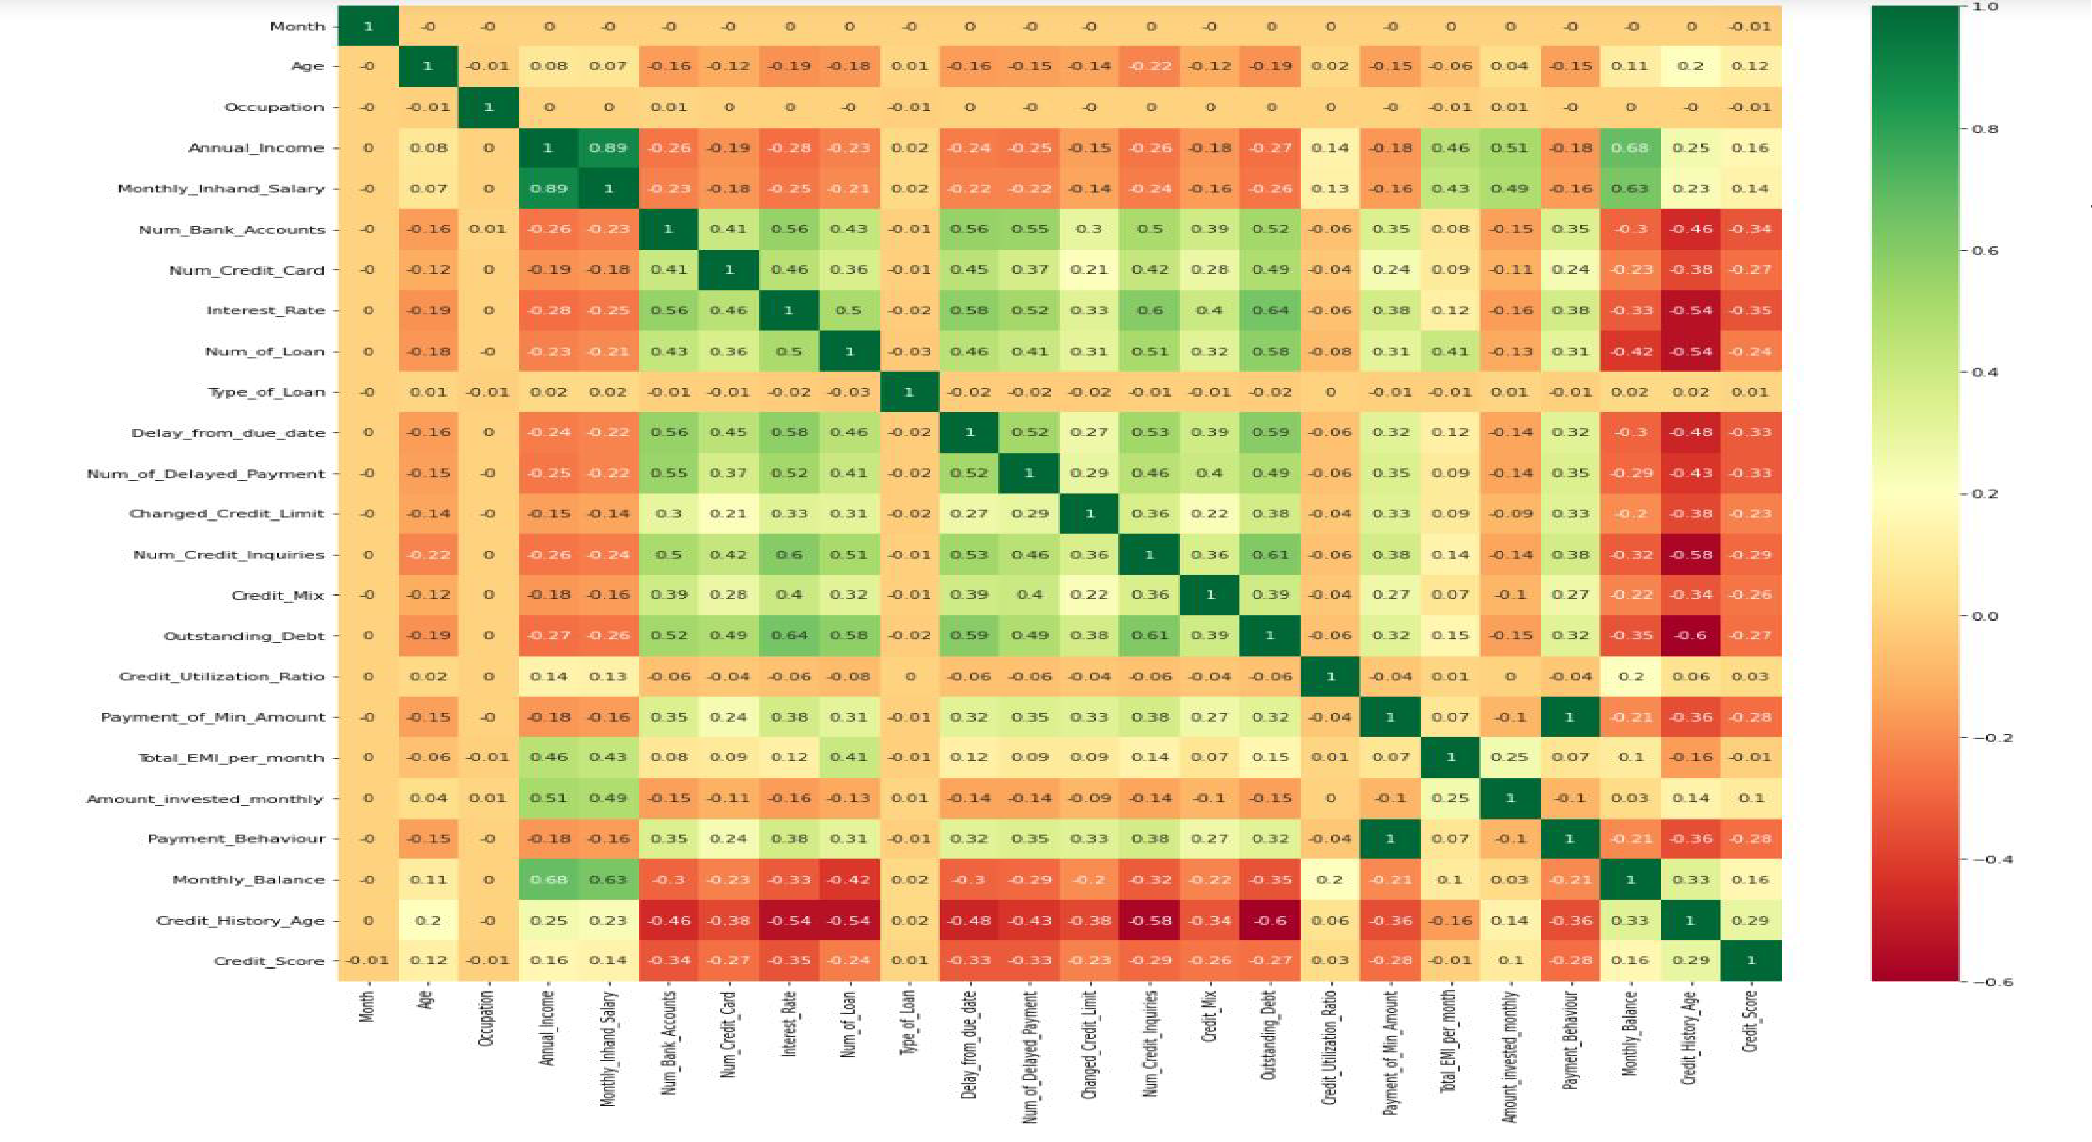 Month 1 -0 -0 0 -0 -0 -0 0 0 -0 0 -0 -0 0 -0 0 0 -0 0 0 -0 -0 0 -0.01 1.0
Age -0 1 -0.01 0.08 0.07 -0.16 -0.12 -0.19 -0.18 0.01 -0.16 -0.15 -0.14 -0.22 -0.12 -0.19 0.02 -0.15 -0.06 0.04 -0.15 0.11 0.2 0.12
Occupation -0 -0.01 1 0 0 0.01 0 0 -0 -0.01 0 -0 -0 0 0 0 0 -0 -0.01 0.01 -0 0 -0 -0.01
0.8
Annual_Income 0 0.08 0 1 0.89 -0.26 -0.19 -0.28 -0.23 0.02 -0.24 -0.25 -0.15 -0.26 -0.18 -0.27 0.14 -0.18 0.46 0.51 -0.18 0.68 0.25 0.16
Monthly_Inhand_Salary -0 0.07 0 0.89 1 -0.23 -0.18 -0.25 -0.21 0.02 -0.22 -0.22 -0.14 -0.24 -0.16 -0.26 0.13 -0.16 0.43 0.49 -0.16 0.63 0.23 0.14
Num_Bank_Accounts -0 -0.16 0.01 -0.26 -0.23 1 0.41 0.56 0.43 -0.01 0.56 0.55 0.3 0.5 0.39 0.52 -0.06 0.35 0.08 -0.15 0.35 -0.3 -0.46 -0.34
0.6
Num_Credit_Card -0 -0.12 0 -0.19 -0.18 0.41 1 0.46 0.36 -0.01 0.45 0.37 0.21 0.42 0.28 0.49 -0.04 0.24 0.09 -0.11 0.24 -0.23 -0.38 -0.27
Interest_Rate 0 -0.19 0 -0.28 -0.25 0.56 0.46 1 0.5 -0.02 0.58 0.52 0.33 0.6 0.4 0.64 -0.06 0.38 0.12 -0.16 0.38 -0.33 -0.54 -0.35
Num_of_Loan 0 -0.18 -0 -0.23 -0.21 0.43 0.36 0.5 1 -0.03 0.46 0.41 0.31 0.51 0.32 0.58 -0.08 0.31 0.41 -0.13 0.31 -0.42 -0.54 -0.24
0.4
Type_of_Loan -0 0.01 -0.01 0.02 0.02 -0.01 -0.01 -0.02 -0.03 1 -0.02 -0.02 -0.02 -0.01 -0.01 -0.02 0 -0.01 -0.01 0.01 -0.01 0.02 0.02 0.01
Delay_from_due_date 0 -0.16 0 -0.24 -0.22 0.56 0.45 0.58 0.46 -0.02 1 0.52 0.27 0.53 0.39 0.59 -0.06 0.32 0.12 -0.14 0.32 -0.3 -0.48 -0.33
Num_of_Delayed_Payment -0 -0.15 -0 -0.25 -0.22 0.55 0.37 0.52 0.41 -0.02 0.52 1 0.29 0.46 0.4 0.49 -0.06 0.35 0.09 -0.14 0.35 -0.29 -0.43 -0.33
0.2
Changed_Credit_Limit -0 -0.14 -0 -0.15 -0.14 0.3 0.21 0.33 0.31 -0.02 0.27 0.29 1 0.36 0.22 0.38 -0.04 0.33 0.09 -0.09 0.33 -0.2 -0.38 -0.23
Num_Credit_Inquiries 0 -0.22 0 -0.26 -0.24 0.5 0.42 0.6 0.51 -0.01 0.53 0.46 0.36 1 0.36 0.61 -0.06 0.38 0.14 -0.14 0.38 -0.32 -0.58 -0.29
Credit_Mix -0 -0.12 0 -0.18 -0.16 0.39 0.28 0.4 0.32 -0.01 0.39 0.4 0.22 0.36 1 0.39 -0.04 0.27 0.07 -0.1 0.27 -0.22 -0.34 -0.26
0.0
Outstanding_Debt 0 -0.19 0 -0.27 -0.26 0.52 0.49 0.64 0.58 -0.02 0.59 0.49 0.38 0.61 0.39 1 -0.06 0.32 0.15 -0.15 0.32 -0.35 -0.6 -0.27
Credit_Utilization_Ratio 0 0.02 0 0.14 0.13 -0.06 -0.04 -0.06 -0.08 0 -0.06 -0.06 -0.04 -0.06 -0.04 -0.06 1 -0.04 0.01 0 -0.04 0.2 0.06 0.03
Payment_of_Min_Amount -0 -0.15 -0 -0.18 -0.16 0.35 0.24 0.38 0.31 -0.01 0.32 0.35 0.33 0.38 0.27 0.32 -0.04 1 0.07 -0.1 1 -0.21 -0.36 -0.28
-0.2
Total_EMI_per_month 0 -0.06 -0.01 0.46 0.43 0.08 0.09 0.12 0.41 -0.01 0.12 0.09 0.09 0.14 0.07 0.15 0.01 0.07 1 0.25 0.07 0.1 -0.16 -0.01
Amount_invested_monthly 0 0.04 0.01 0.51 0.49 -0.15 -0.11 -0.16 -0.13 0.01 -0.14 -0.14 -0.09 -0.14 -0.1 -0.15 0 -0.1 0.25 1 -0.1 0.03 0.14 0.1
Payment_Behaviour -0 -0.15 -0 -0.18 -0.16 0.35 0.24 0.38 0.31 -0.01 0.32 0.35 0.33 0.38 0.27 0.32 -0.04 1 0.07 -0.1 1 -0.21 -0.36 -0.28
-0.4
Monthly_Balance -0 0.11 0 0.68 0.63 -0.3 -0.23 -0.33 -0.42 0.02 -0.3 -0.29 -0.2 -0.32 -0.22 -0.35 0.2 -0.21 0.1 0.03 -0.21 1 0.33 0.16
Credit_History_Age 0 0.2 -0 0.25 0.23 -0.46 -0.38 -0.54 -0.54 0.02 -0.48 -0.43 -0.38 -0.58 -0.34 -0.6 0.06 -0.36 -0.16 0.14 -0.36 0.33 1 0.29
Credit_Score -0.01 0.12 -0.01 0.16 0.14 -0.34 -0.27 -0.35 -0.24 0.01 -0.33 -0.33 -0.23 -0.29 -0.26 -0.27 0.03 -0.28 -0.01 0.1 -0.28 0.16 0.29 1
-0.6
Month Age Occupation Annual_Income Monthly_Inhand_Salary Num_Bank_Accounts Num_Credit_Card Interest_Rate Num_of_Loan Type_of_Loan Delay_from_due_date Num_of_Delayed_Payment Changed_Credit_Limit Num_Credit_Inquiries Credit_Mix Outstanding_Debt Credit_Utilization_Ratio Payment_of_Min_Amount Total_EMI_per_month Amount_invested_monthly Payment_Behaviour Monthly_Balance Credit_History_Age Credit_Score